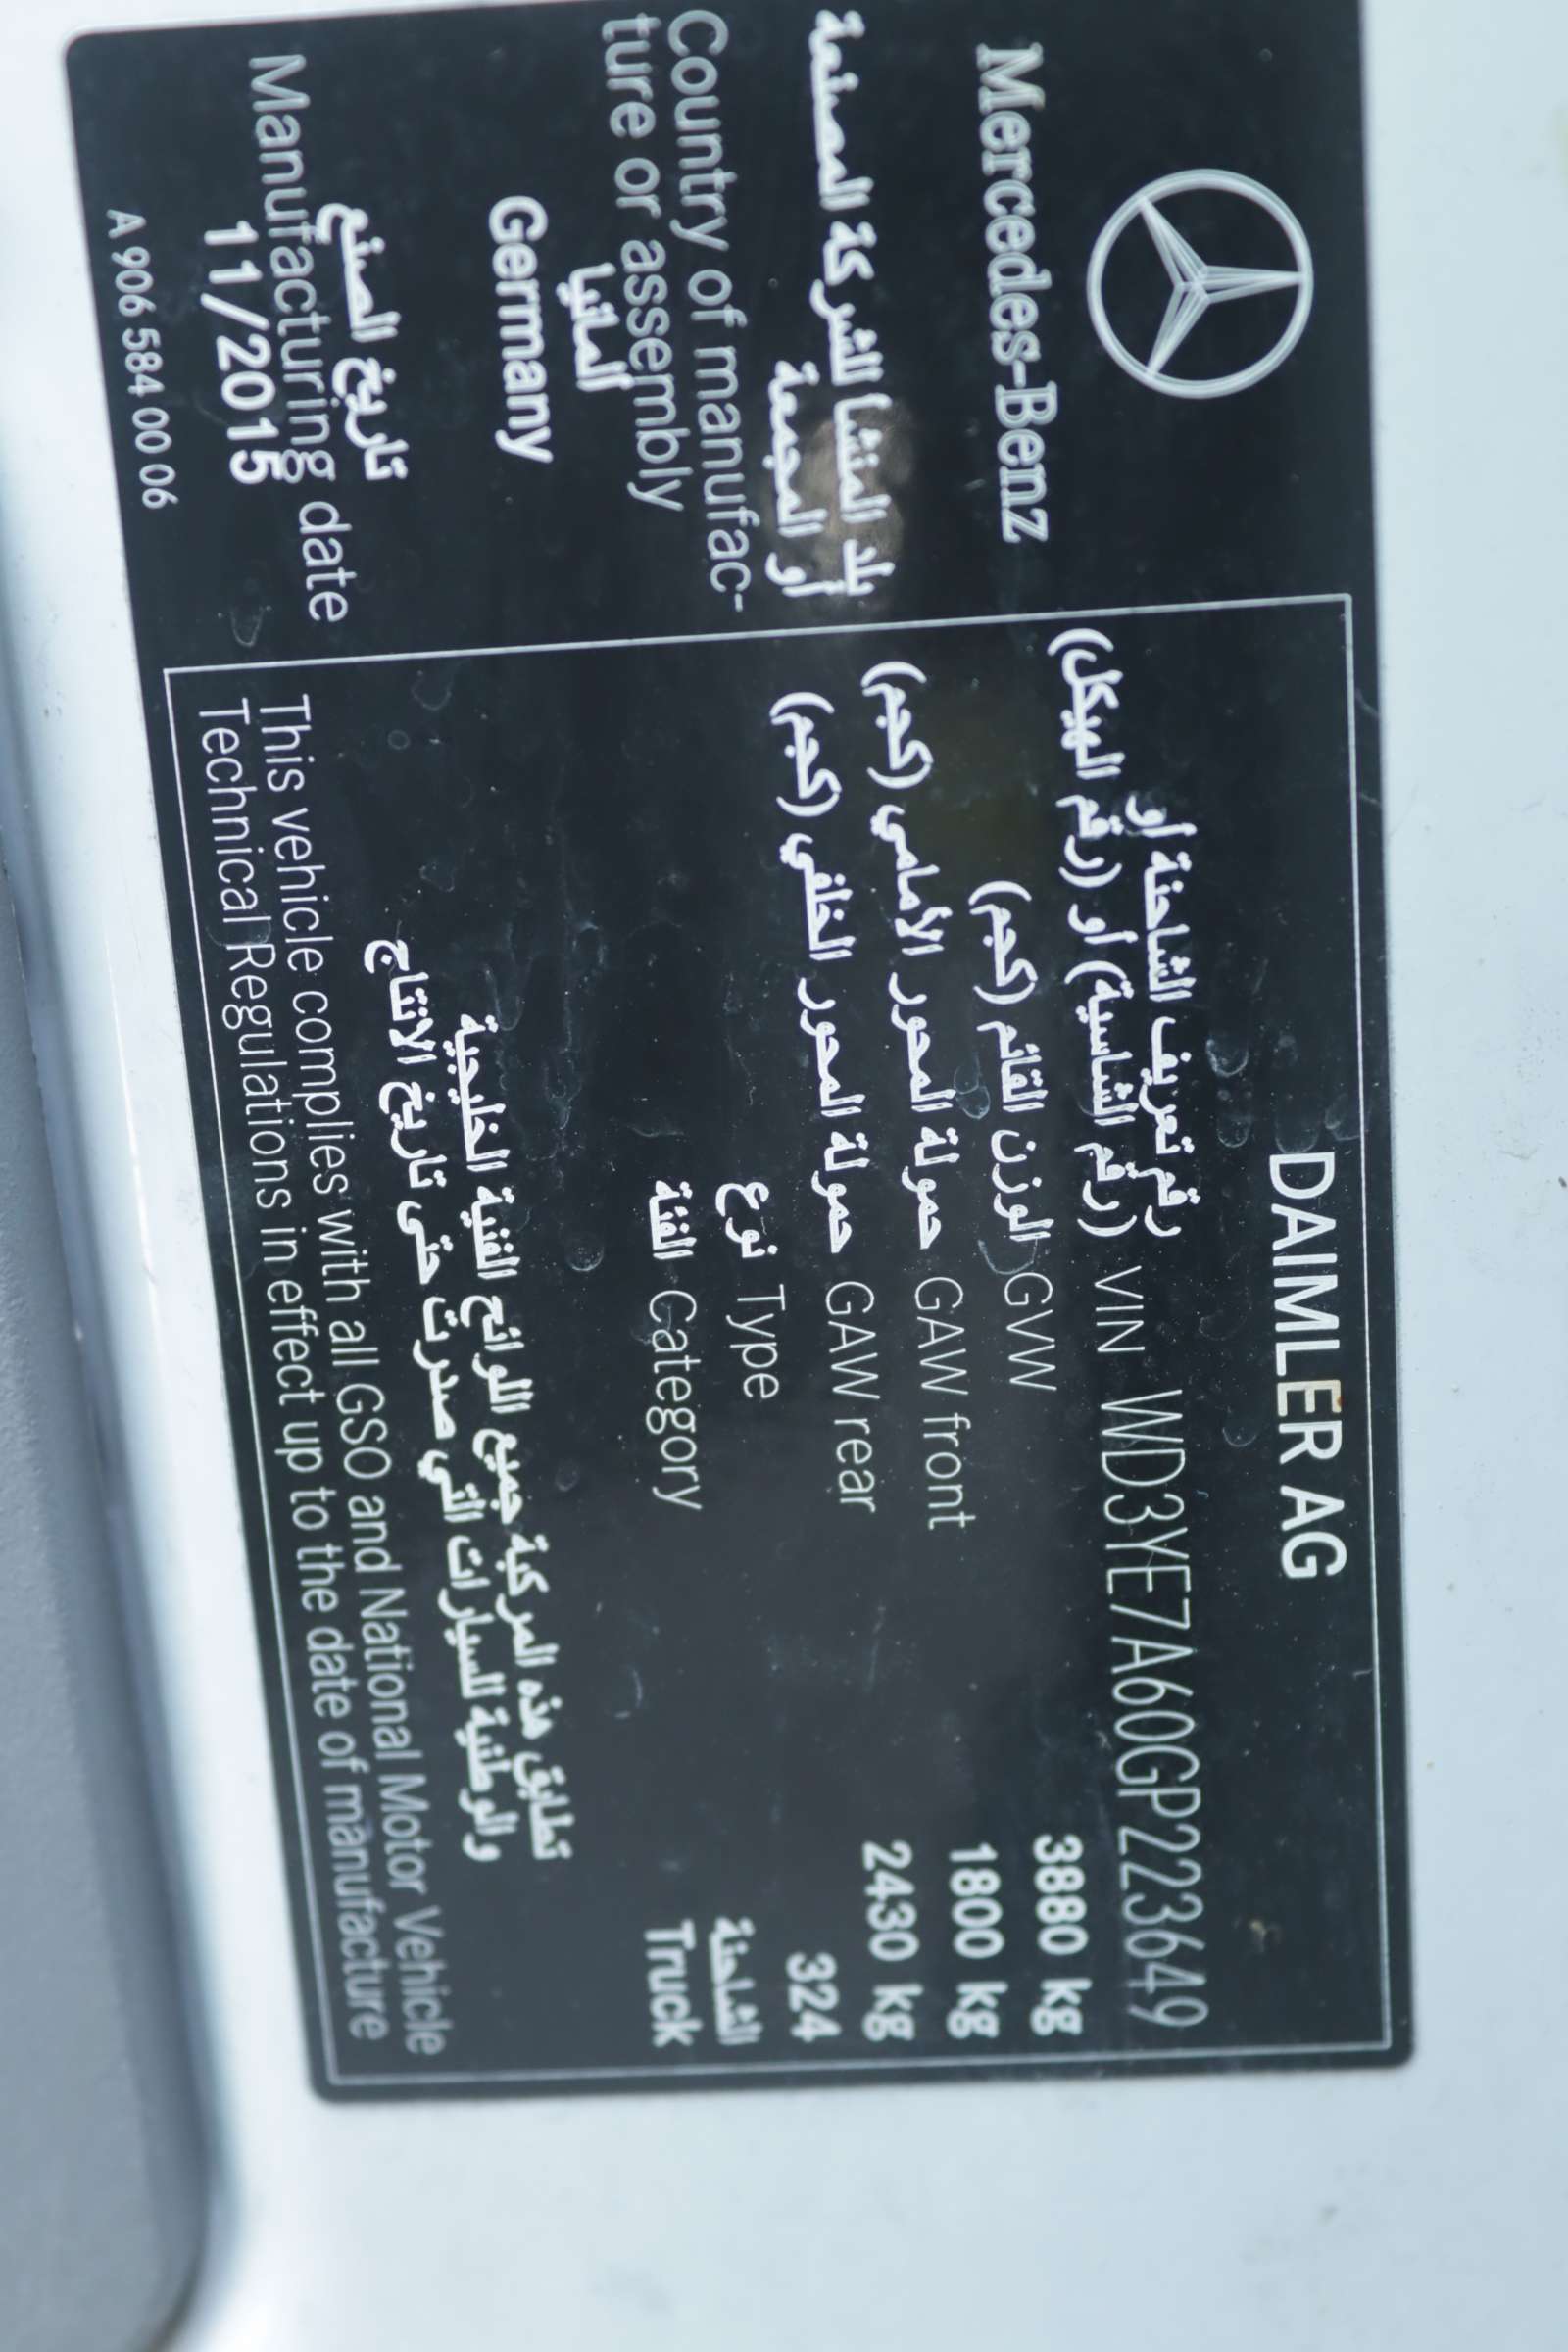 Mercedes-Benz
بلد المنشأ للشركة المصنعة
أو المجمعة
Country of manufac-
ture or assembly
المانيا
Germany
تاريخ الصنع
Manufacturing date
11/2015
A 906 584 00 06
DAIMLER AG
رقم تعريف الشاحنة أو
(رقم الشاسية) أو (رقم الهيكل) VIN WD3YE7A60GP223649
الوزن القائم (كجم) GVW 3880 kg
حمولة المحور الأمامي (كجم) GAW front 1800 kg
حمولة المحور الخلفي (كجم) GAW rear 2430 kg
نوع Type 324
الشاحنة
الفئة Category Truck
تطابق هذه المركبة جميع اللوائح الفنية الخليجية
والوطنية للسيارات التي صدرت حتى تاريخ الانتاج
This vehicle complies with all GSO and National Motor Vehicle
Technical Regulations in effect up to the date of manufacture